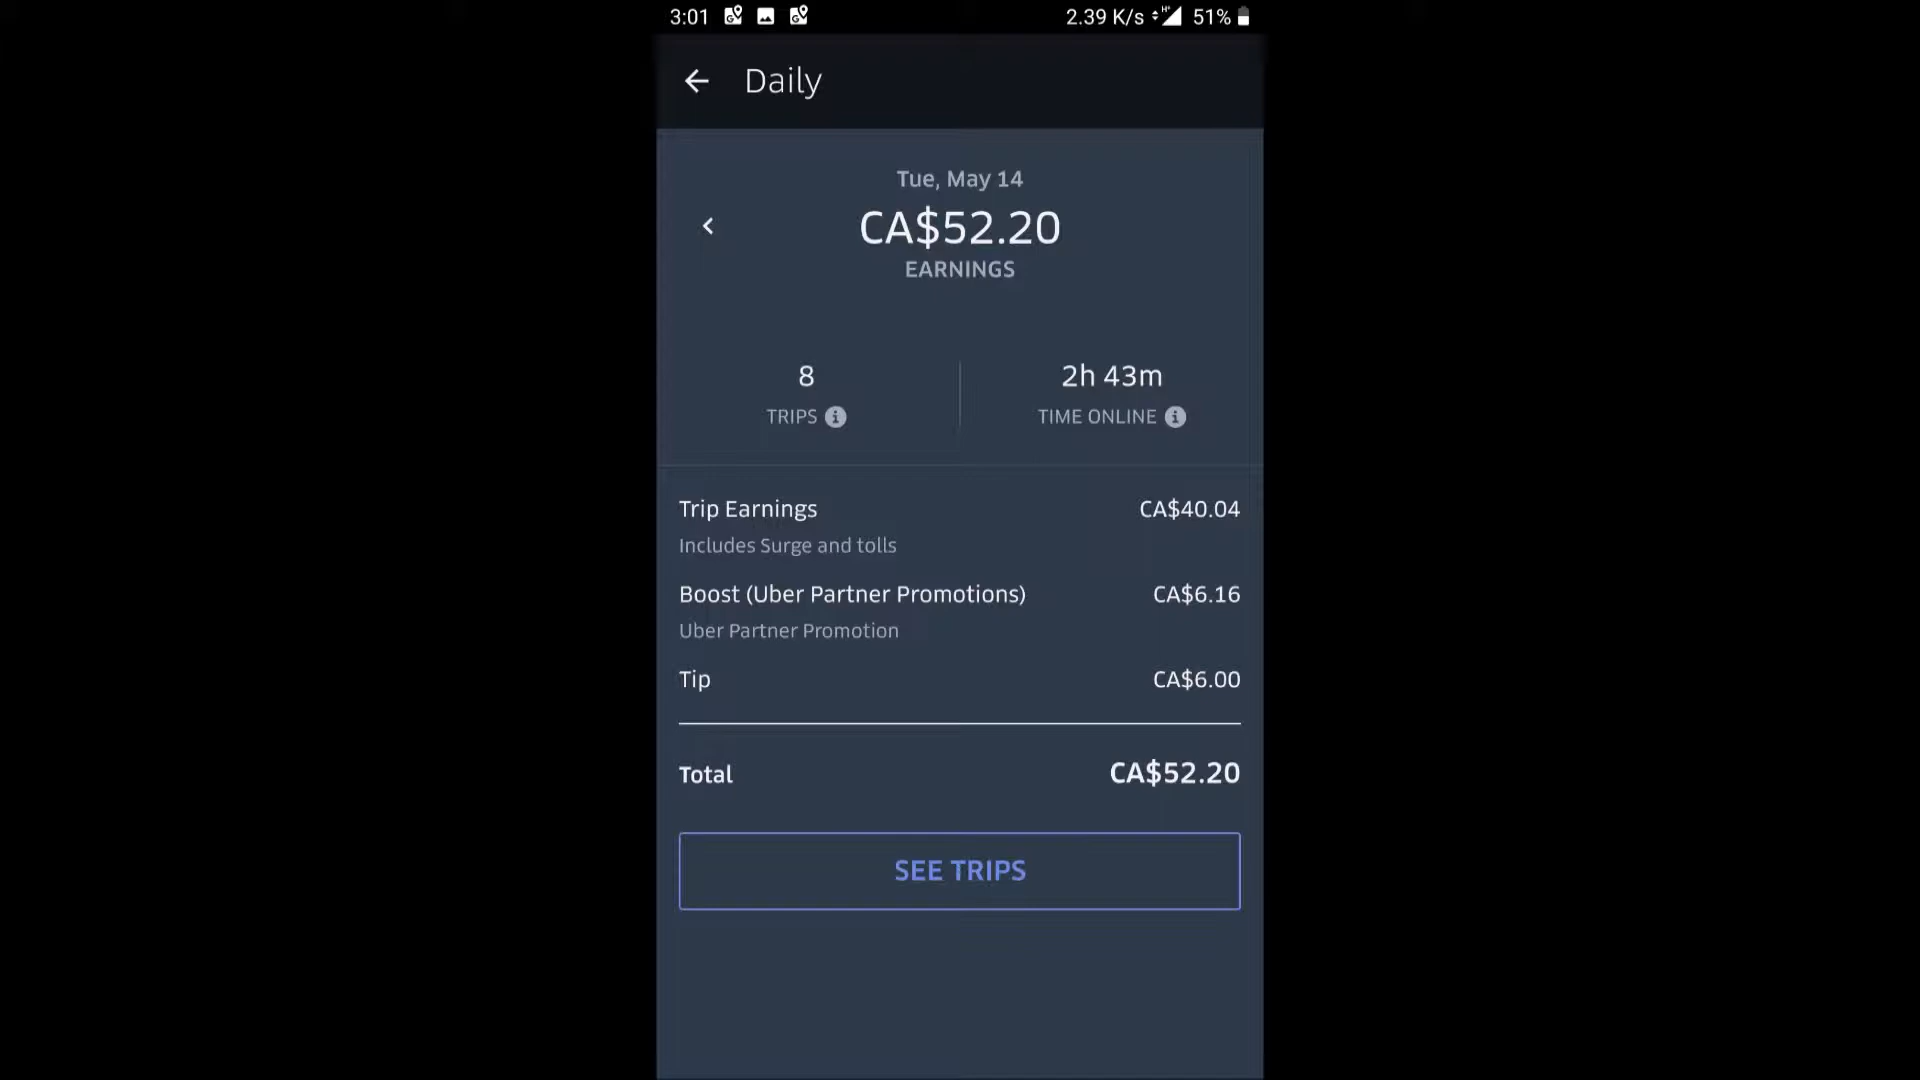 3:01 2.39 K/s H+ 51%
Daily
Tue, May 14
CA$52.20
EARNINGS
8 2h 43m
TRIPS TIME ONLINE
Trip Earnings CA$40.04
Includes Surge and tolls
Boost (Uber Partner Promotions) CA$6.16
Uber Partner Promotion
Tip CA$6.00
Total CA$52.20
SEE TRIPS